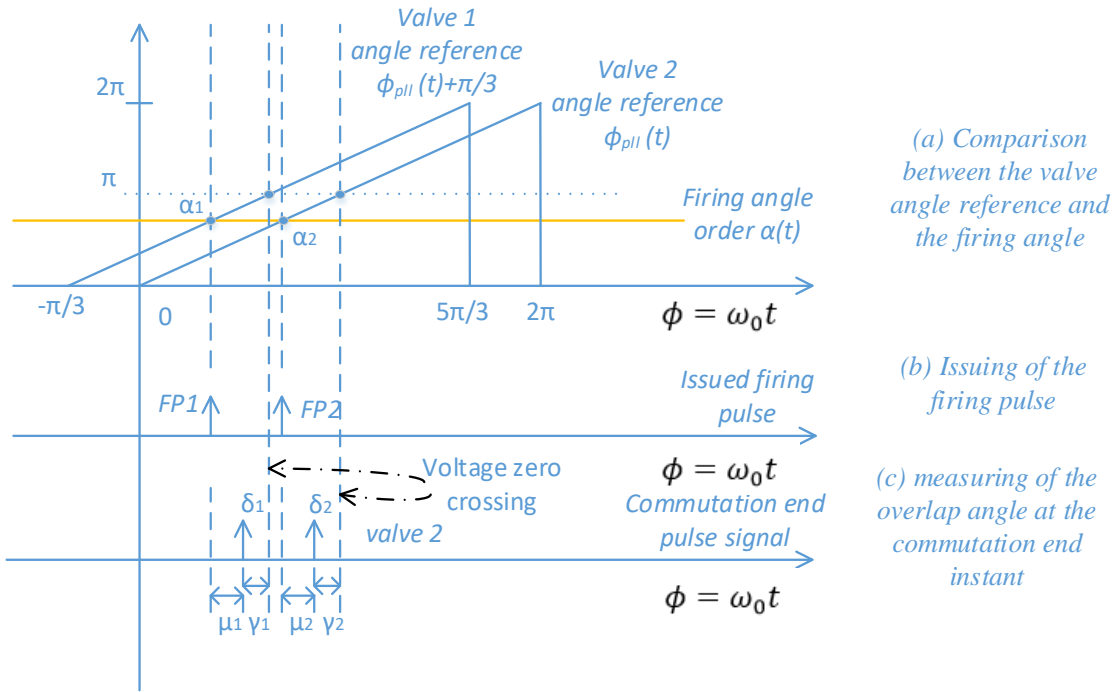 Valve 1
angle reference
ϕpll (t)+π/3
Valve 2
angle reference
ϕpll (t)
2π
π
α1
α2
Firing angle
order α(t)
-π/3
0
5π/3
2π
ϕ = ω0t
(a) Comparison
between the valve
angle reference and
the firing angle
FP1
FP2
Issued firing
pulse
ϕ = ω0t
(b) Issuing of the
firing pulse
Voltage zero
crossing
δ1
δ2
valve 2
Commutation end
pulse signal
ϕ = ω0t
μ1
γ1
μ2
γ2
(c) measuring of the
overlap angle at the
commutation end
instant